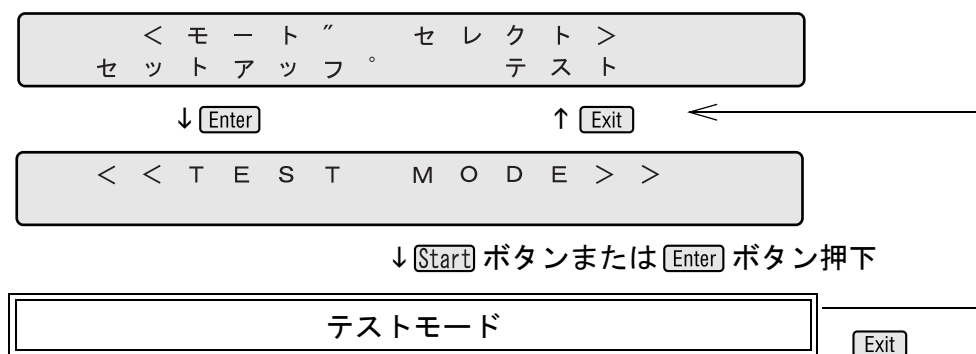 ＜モート゛ セレクト＞
セットアッフ゜ テスト
↓ Enter ↑ Exit
＜＜TEST MODE＞＞
↓ Start ボタンまたは Enter ボタン押下
テストモード
Exit